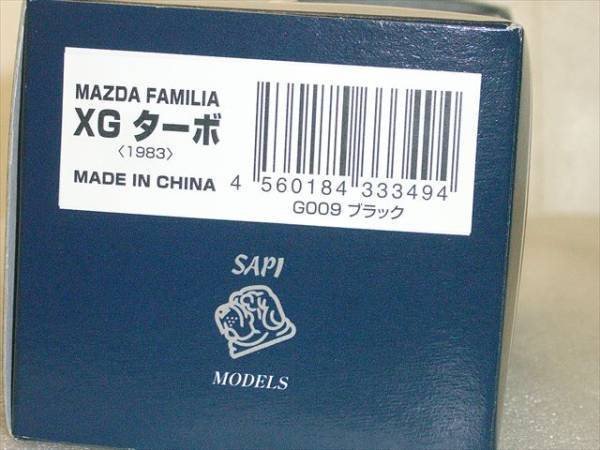 MAZDA FAMILIA
XG ターボ
〈1983〉
MADE IN CHINA
4 560184 333494
G009 ブラック
SAPI
MODELS